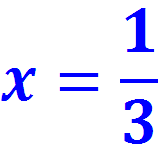 x = 1/3